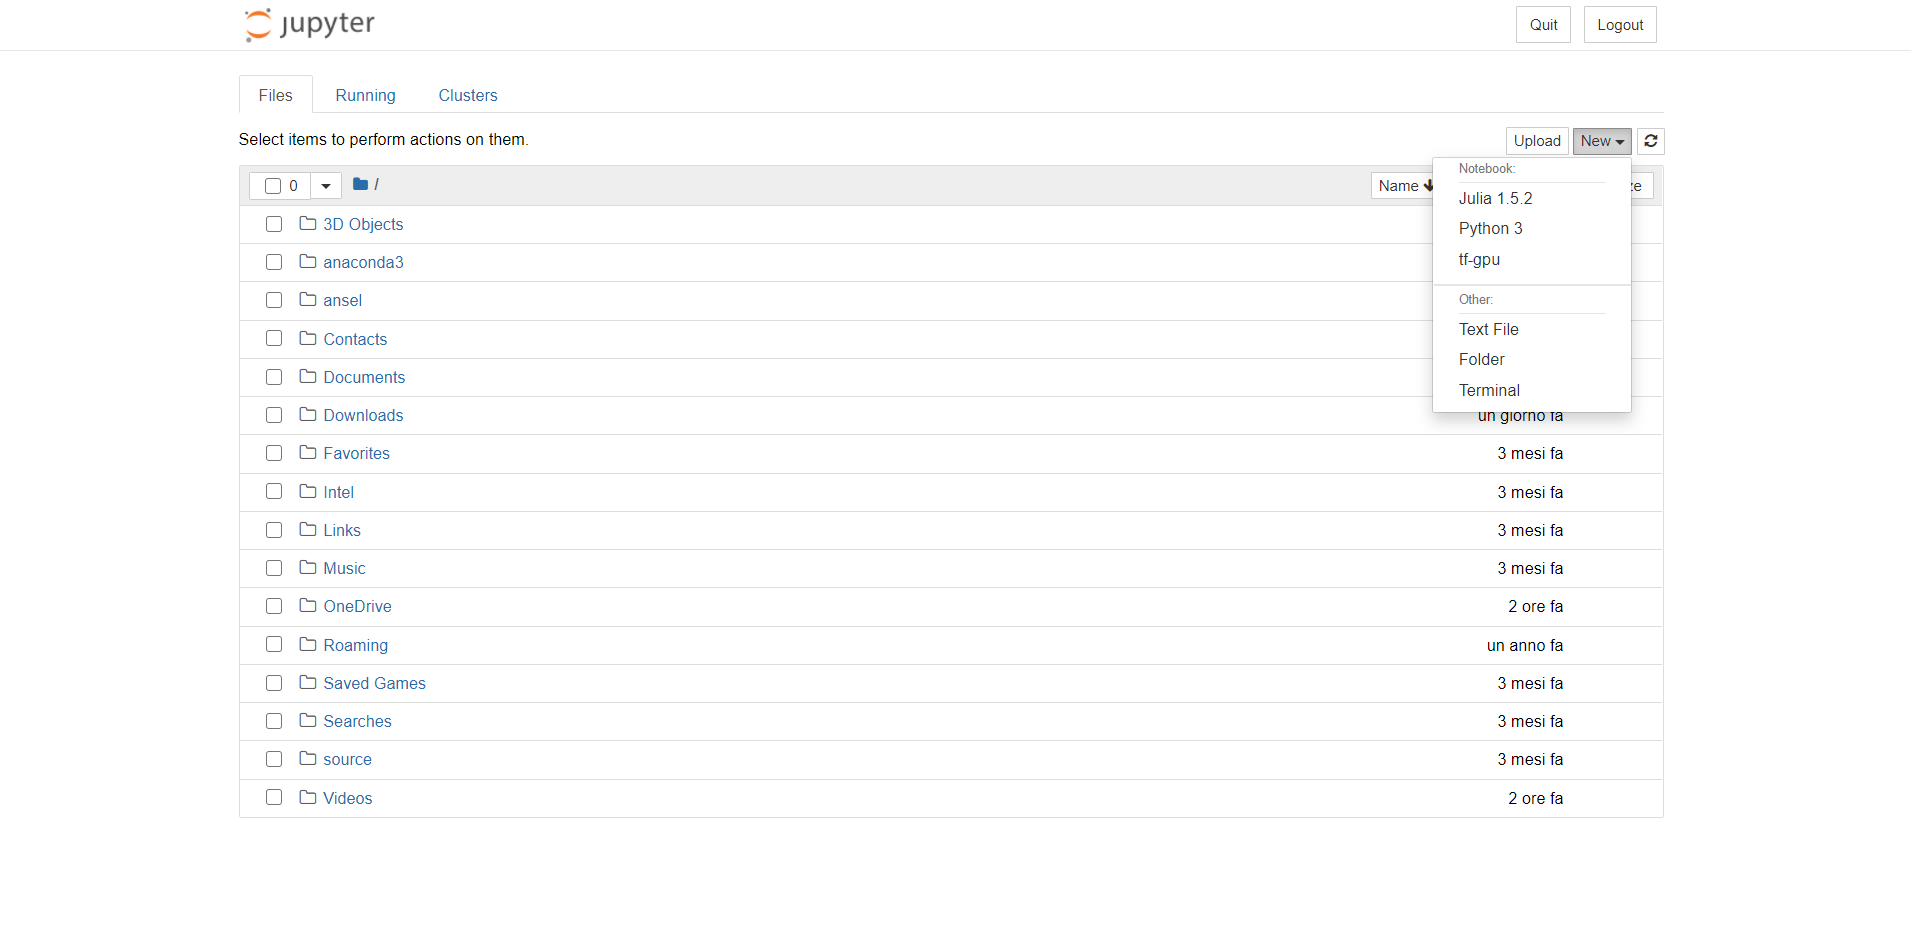 jupyter
Quit Logout
Files Running Clusters
Select items to perform actions on them.
Upload New
0 / Name
Notebook:
Julia 1.5.2
Python 3
tf-gpu
Other:
Text File
Folder
Terminal
3D Objects
anaconda3
ansel
Contacts
Documents
Downloads un giorno fa
Favorites 3 mesi fa
Intel 3 mesi fa
Links 3 mesi fa
Music 3 mesi fa
OneDrive 2 ore fa
Roaming un anno fa
Saved Games 3 mesi fa
Searches 3 mesi fa
source 3 mesi fa
Videos 2 ore fa